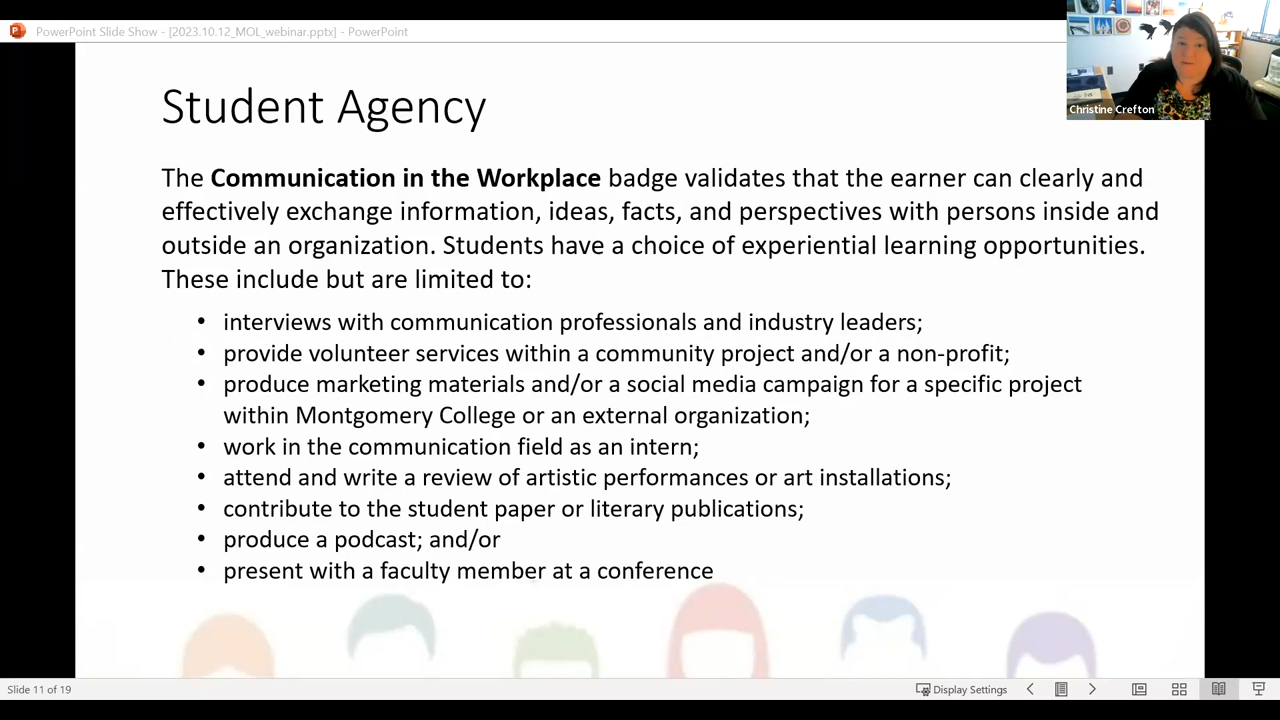 PowerPoint Slide Show - [2023.10.12_MOL_webinar.pptx] - PowerPoint
Christine Crefton
Student Agency
The Communication in the Workplace badge validates that the earner can clearly and
effectively exchange information, ideas, facts, and perspectives with persons inside and
outside an organization. Students have a choice of experiential learning opportunities.
These include but are limited to:
• interviews with communication professionals and industry leaders;
• provide volunteer services within a community project and/or a non-profit;
• produce marketing materials and/or a social media campaign for a specific project
within Montgomery College or an external organization;
• work in the communication field as an intern;
• attend and write a review of artistic performances or art installations;
• contribute to the student paper or literary publications;
• produce a podcast; and/or
• present with a faculty member at a conference
Slide 11 of 19
Display Settings